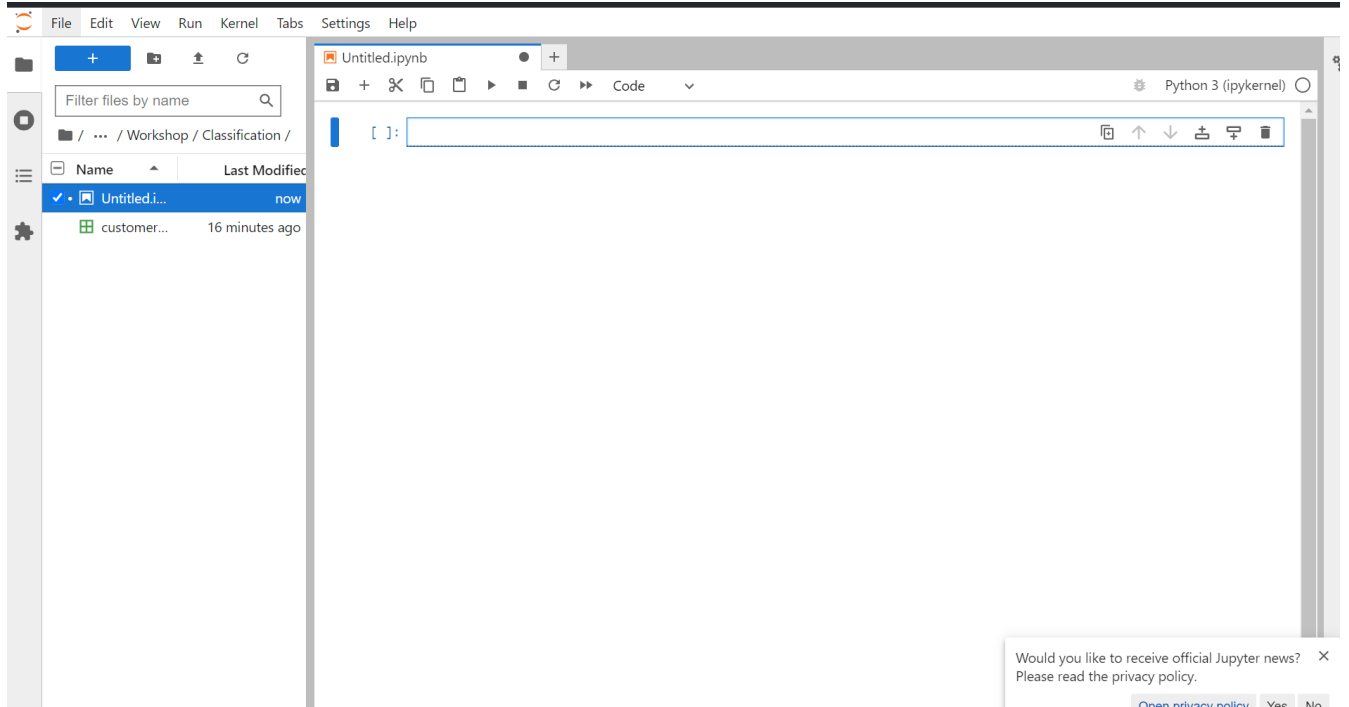 File Edit View Run Kernel Tabs Settings Help
Untitled.ipynb
Code
Python 3 (ipykernel)
Filter files by name
/ ··· / Workshop / Classification /
Name
Last Modified
Untitled.i...
now
customer...
16 minutes ago
[ ]:
Would you like to receive official Jupyter news?
Please read the privacy policy.
Open privacy policy Yes No